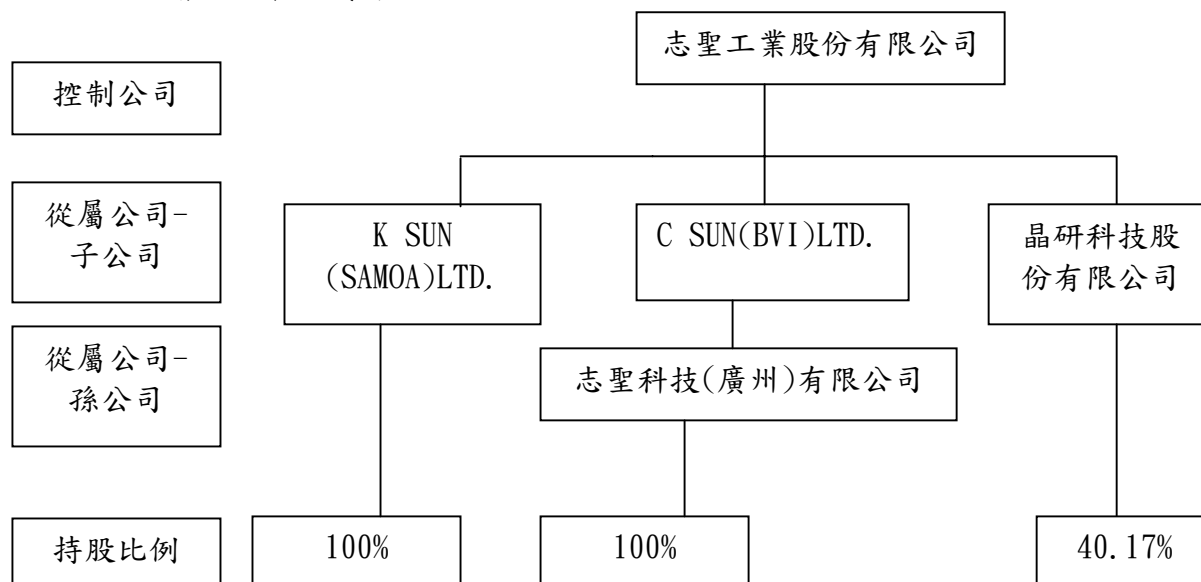 志聖工業股份有限公司
控制公司
從屬公司-
子公司
K SUN
(SAMOA)LTD.
C SUN(BVI)LTD.
晶研科技股
份有限公司
從屬公司-
孫公司
志聖科技(廣州)有限公司
持股比例
100%
100%
40.17%